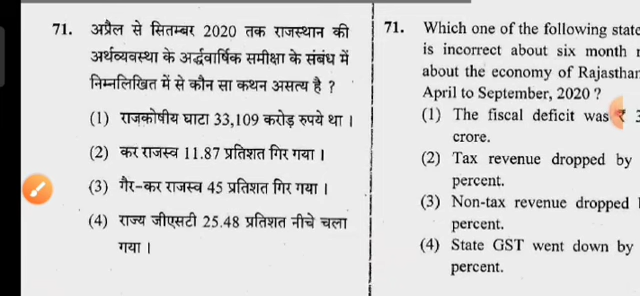 71. अप्रैल से सितम्बर 2020 तक राजस्थान की
अर्थव्यवस्था के अर्द्धवार्षिक समीक्षा के संबंध में
निम्नलिखित में से कौन सा कथन असत्य है ?
(1) राजकोषीय घाटा 33,109 करोड़ रुपये था ।
(2) कर राजस्व 11.87 प्रतिशत गिर गया ।
(3) गैर-कर राजस्व 45 प्रतिशत गिर गया ।
(4) राज्य जीएसटी 25.48 प्रतिशत नीचे चला
गया ।
71. Which one of the following state
is incorrect about six month
about the economy of Rajasthan
April to September, 2020 ?
(1) The fiscal deficit was ₹
crore.
(2) Tax revenue dropped by
percent.
(3) Non-tax revenue dropped
percent.
(4) State GST went down by
percent.